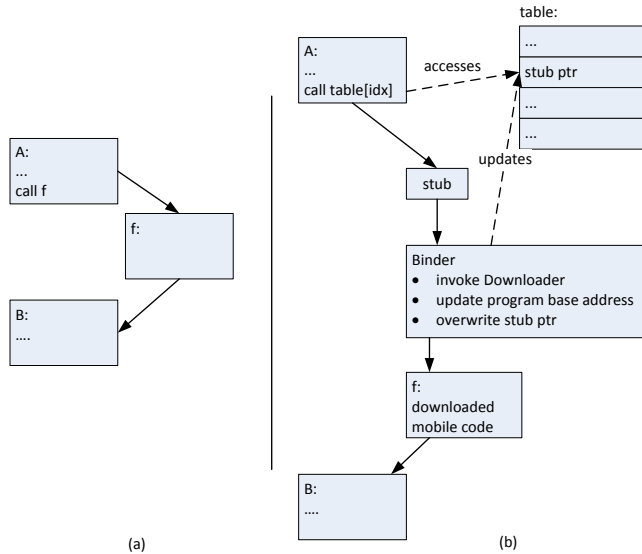 A:
...
call f
f:
B:
....
(a)
A:
...
call table[idx]
accesses
table:
...
stub ptr
...
...
updates
stub
Binder
• invoke Downloader
• update program base address
• overwrite stub ptr
f:
downloaded
mobile code
B:
....
(b)